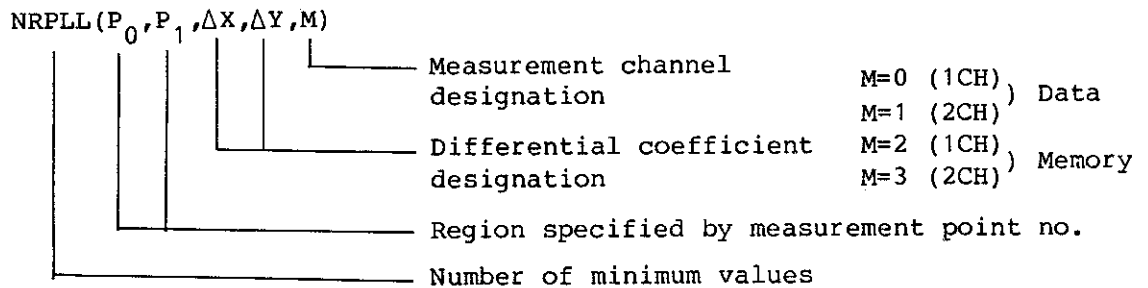 NRPLL(P0,P1,ΔX,ΔY,M)
Measurement channel designation
M=0 (1CH)
M=1 (2CH)
) Data
Differential coefficient designation
M=2 (1CH)
M=3 (2CH)
) Memory
Region specified by measurement point no.
Number of minimum values